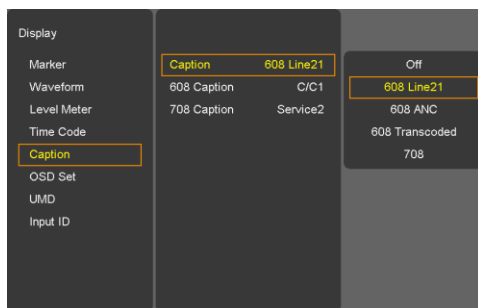 Display
Marker
Waveform
Level Meter
Time Code
Caption
OSD Set
UMD
Input ID
Caption 608 Line21
608 Caption C/C1
708 Caption Service2
Off
608 Line21
608 ANC
608 Transcoded
708